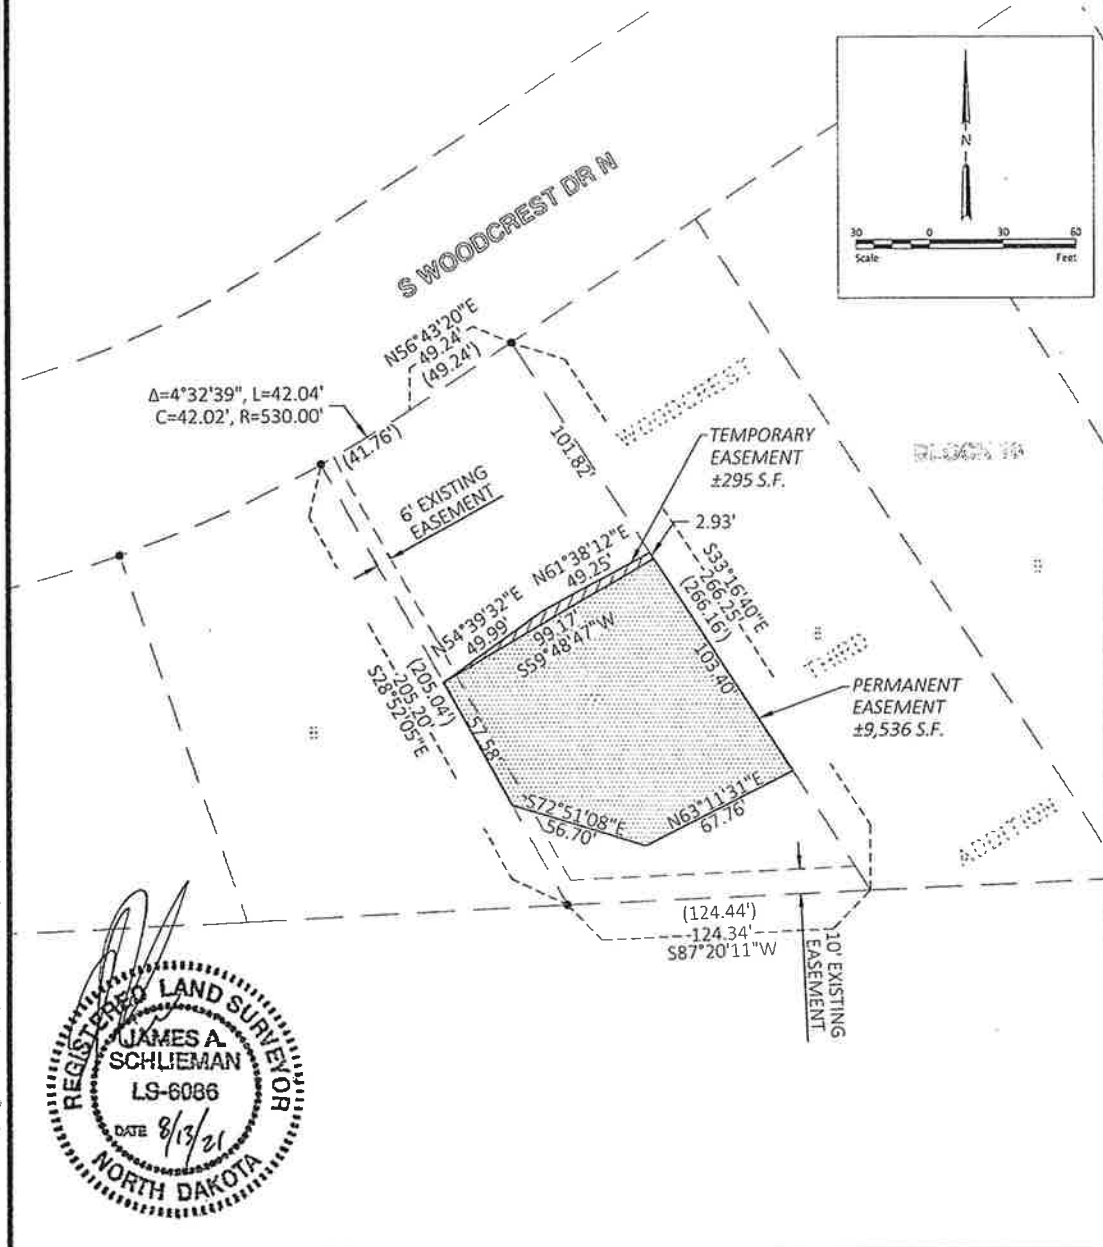 N
30 0 30 60
Scale Feet
S WOODCREST DR N
N56°43'20"E
49.24'
(49.24')
Δ=4°32'39", L=42.04'
C=42.02', R=530.00'
(41.76')
101.82'
WOODCREST
TEMPORARY
EASEMENT
±295 S.F.
BLOCK
6' EXISTING
EASEMENT
2.93'
N61°38'12"E
49.25'
N54°39'32"E
49.99'
99.17'
S59°48'47"W
S33°16'40"E
266.25'
(266.16')
103.40'
THIRD
(205.04')
205.20'
S28°52'05"E
57.58'
PERMANENT
EASEMENT
±9,536 S.F.
S72°51'08"E
56.70'
N63°11'31"E
67.76'
ADDITION
(124.44')
124.34'
S87°20'11"W
10' EXISTING
EASEMENT
REGISTERED LAND SURVEYOR
JAMES A.
SCHLIEMAN
LS-6086
DATE 8/13/21
NORTH DAKOTA